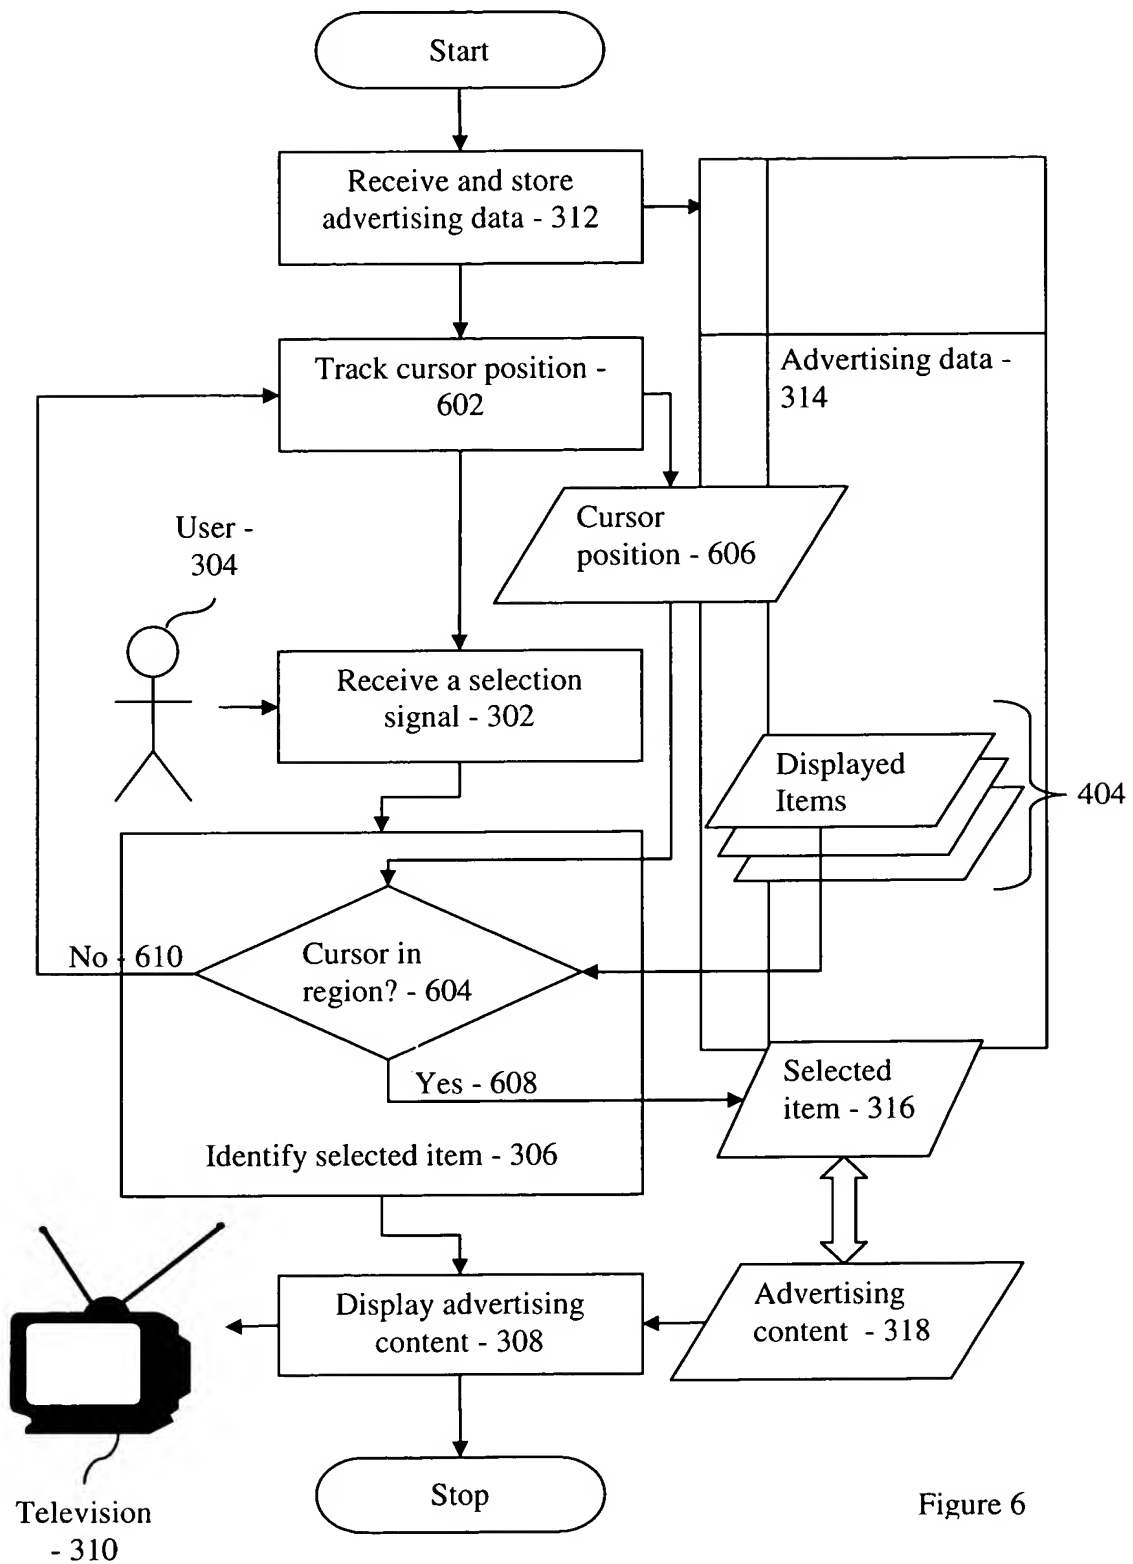 Start
Receive and store
advertising data - 312
Track cursor position -
602
Advertising data -
314
Cursor
position - 606
User -
304
Receive a selection
signal - 302
Displayed
Items
404
No - 610
Cursor in
region? - 604
Yes - 608
Selected
item - 316
Identify selected item - 306
Display advertising
content - 308
Advertising
content - 318
Television
- 310
Stop
Figure 6